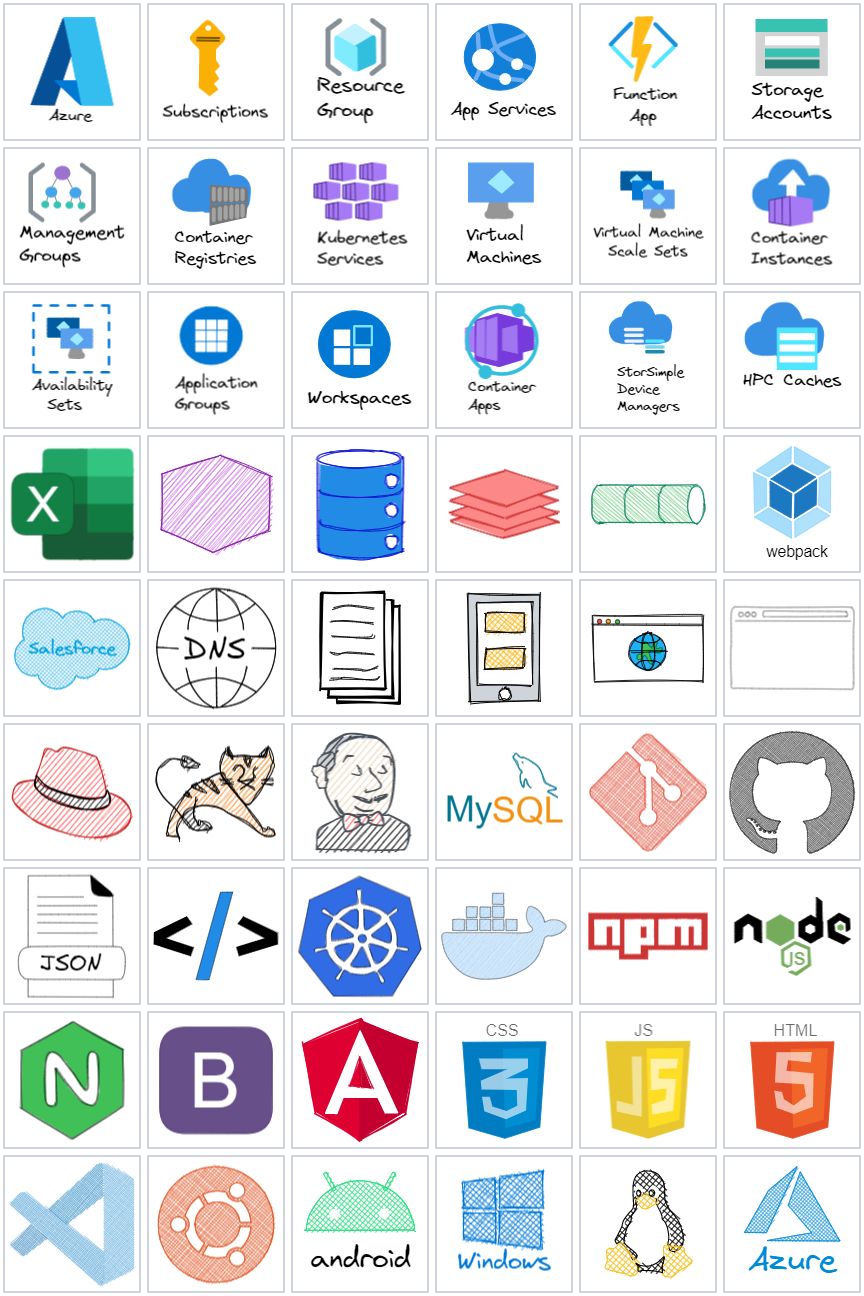 Azure
Subscriptions
Resource
Group
App Services
Function
App
Storage
Accounts
Management
Groups
Container
Registries
Kubernetes
Services
Virtual
Machines
Virtual Machine
Scale Sets
Container
Instances
Availability
Sets
Application
Groups
Workspaces
Container
Apps
StorSimple
Device
Managers
HPC Caches
X
webpack
Salesforce
DNS
MySQL
JSON
</>
npm
node
JS
N
B
A
CSS
3
JS
JS
HTML
5
android
Windows
Azure